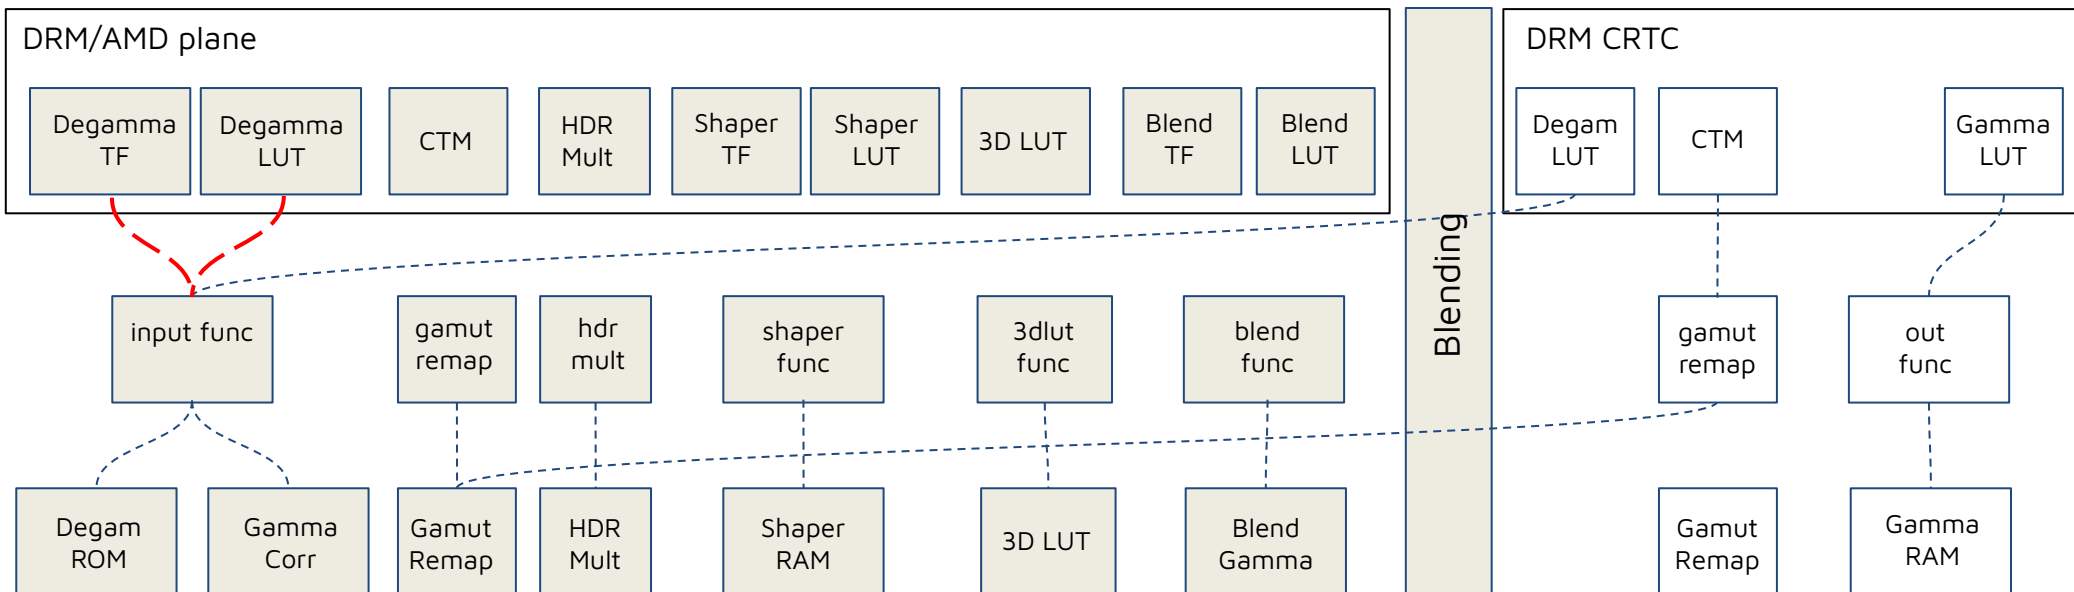 DRM/AMD plane
Degamma
TF
Degamma
LUT
CTM
HDR
Mult
Shaper
TF
Shaper
LUT
3D LUT
Blend
TF
Blend
LUT
Blending
DRM CRTC
Degam
LUT
CTM
Gamma
LUT
input func
gamut
remap
hdr
mult
shaper
func
3dlut
func
blend
func
gamut
remap
out
func
Degam
ROM
Gamma
Corr
Gamut
Remap
HDR
Mult
Shaper
RAM
3D LUT
Blend
Gamma
Gamut
Remap
Gamma
RAM